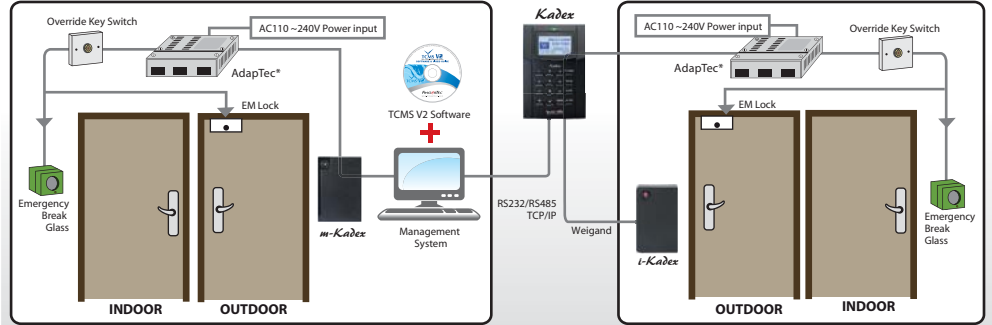 Override Key Switch
AC110 ~240V Power input
AdapTec®
TCMS V2
TCMS V2 Software
EM Lock
Emergency
Break
Glass
m-Kadex
Management
System
INDOOR
OUTDOOR
Kadex
RS232/RS485
TCP/IP
Weigand
i-Kadex
AC110 ~240V Power input
Override Key Switch
AdapTec®
EM Lock
Emergency
Break
Glass
OUTDOOR
INDOOR